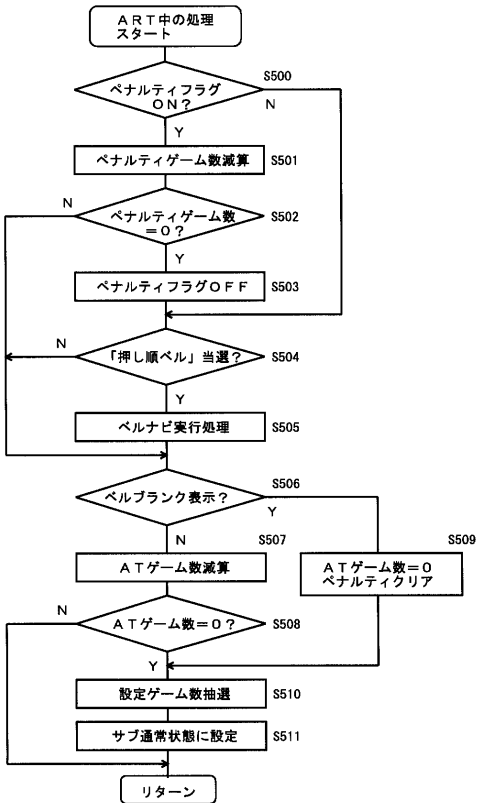 ＡＲＴ中の処理
スタート
S500
ペナルティフラグ
ＯＮ？
N
Y
ペナルティゲーム数減算
S501
N
ペナルティゲーム数
＝０？
S502
Y
ペナルティフラグＯＦＦ
S503
N
「押し順ベル」当選？
S504
Y
ベルナビ実行処理
S505
S506
ベルブランク表示？
Y
N
S507
S509
ＡＴゲーム数減算
ＡＴゲーム数＝０
ペナルティクリア
N
ＡＴゲーム数＝０？
S508
Y
設定ゲーム数抽選
S510
サブ通常状態に設定
S511
リターン